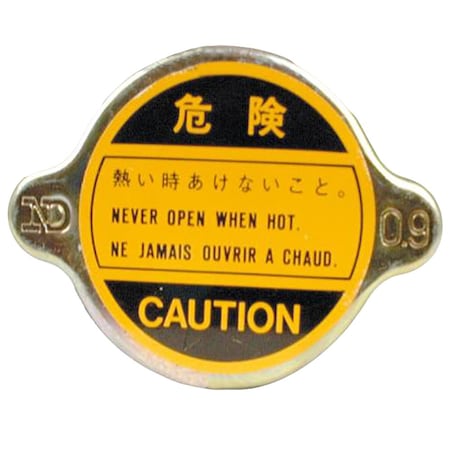 危険
熱い時あけないこと。
NEVER OPEN WHEN HOT.
NE JAMAIS OUVRIR A CHAUD.
ND
0.9
CAUTION